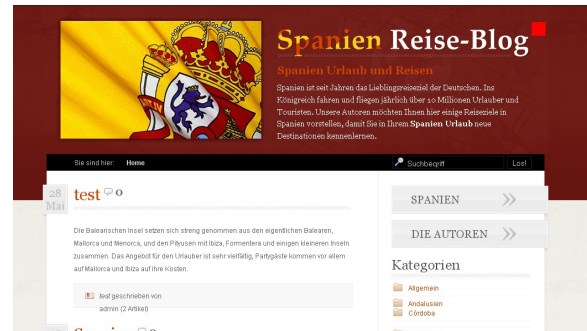 Spanien Reise-Blog
Spanien Urlaub und Reisen
Spanien ist seit Jahren das Lieblingsreiseziel der Deutschen. Ins
Königreich fahren und fliegen jährlich über 10 Millionen Urlauber und
Touristen. Unsere Autoren möchten Ihnen hier einige Reiseziele in
Spanien vorstellen, damit Sie in Ihrem Spanien Urlaub neue
Destinationen kennenlernen.
Sie sind hier: Home
Suchbegriff Los!
28
Mai
test 0
Die Balearischen Insel setzen sich streng genommen aus den eigentlichen Balearen,
Mallorca und Menorca, und den Pityusen mit Ibiza, Formentera und einigen kleineren Inseln
zusammen. Das Angebot für den Urlauber ist sehr vielfältig, Partygäste kommen vor allem
auf Mallorca und Ibiza auf ihre Kosten.
test geschrieben von
admin (2 Artikel)
SPANIEN
DIE AUTOREN
Kategorien
Allgemein
Andalusien
Córdoba